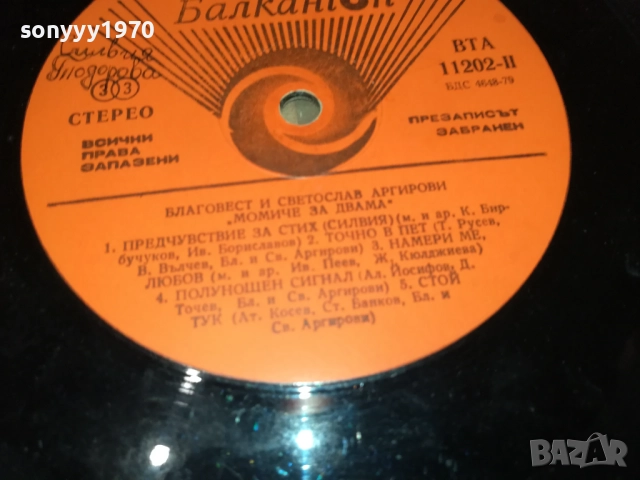 sonyyy1970
Балкантон
Силвия
Тодорова
33
СТЕРЕО
ВСИЧНИ
ПРАВА
ЗАПАЗЕНИ
ВТА
11202-II
БДС 4648-79
ПРЕЗАПИСЪТ
ЗАБРАНЕН
БЛАГОВЕСТ И СВЕТОСЛАВ АРГИРОВИ
„МОМИЧЕ ЗА ДВАМА“
1. ПРЕДЧУВСТВИЕ ЗА СТИХ (СИЛВИЯ) (м. и ар. К. Бир-
бучуков, Ив. Бориславов) 2. ТОЧНО В ПЕТ (Т. Русев,
В. Вълчев, Бл. и Св. Аргирови) 3. НАМЕРИ МЕ,
ЛЮБОВ (м. и ар. Ив. Пеев, Ж. Кюлджиева)
4. ПОЛУНОЩЕН СИГНАЛ (Ал. Йосифов, Д.
Точев, Бл. и Св. Аргирови) 5. СТОЙ
ТУК (Ат. Косев, Ст. Банков, Бл. и
Св. Аргирови)
BAZAR
.bg